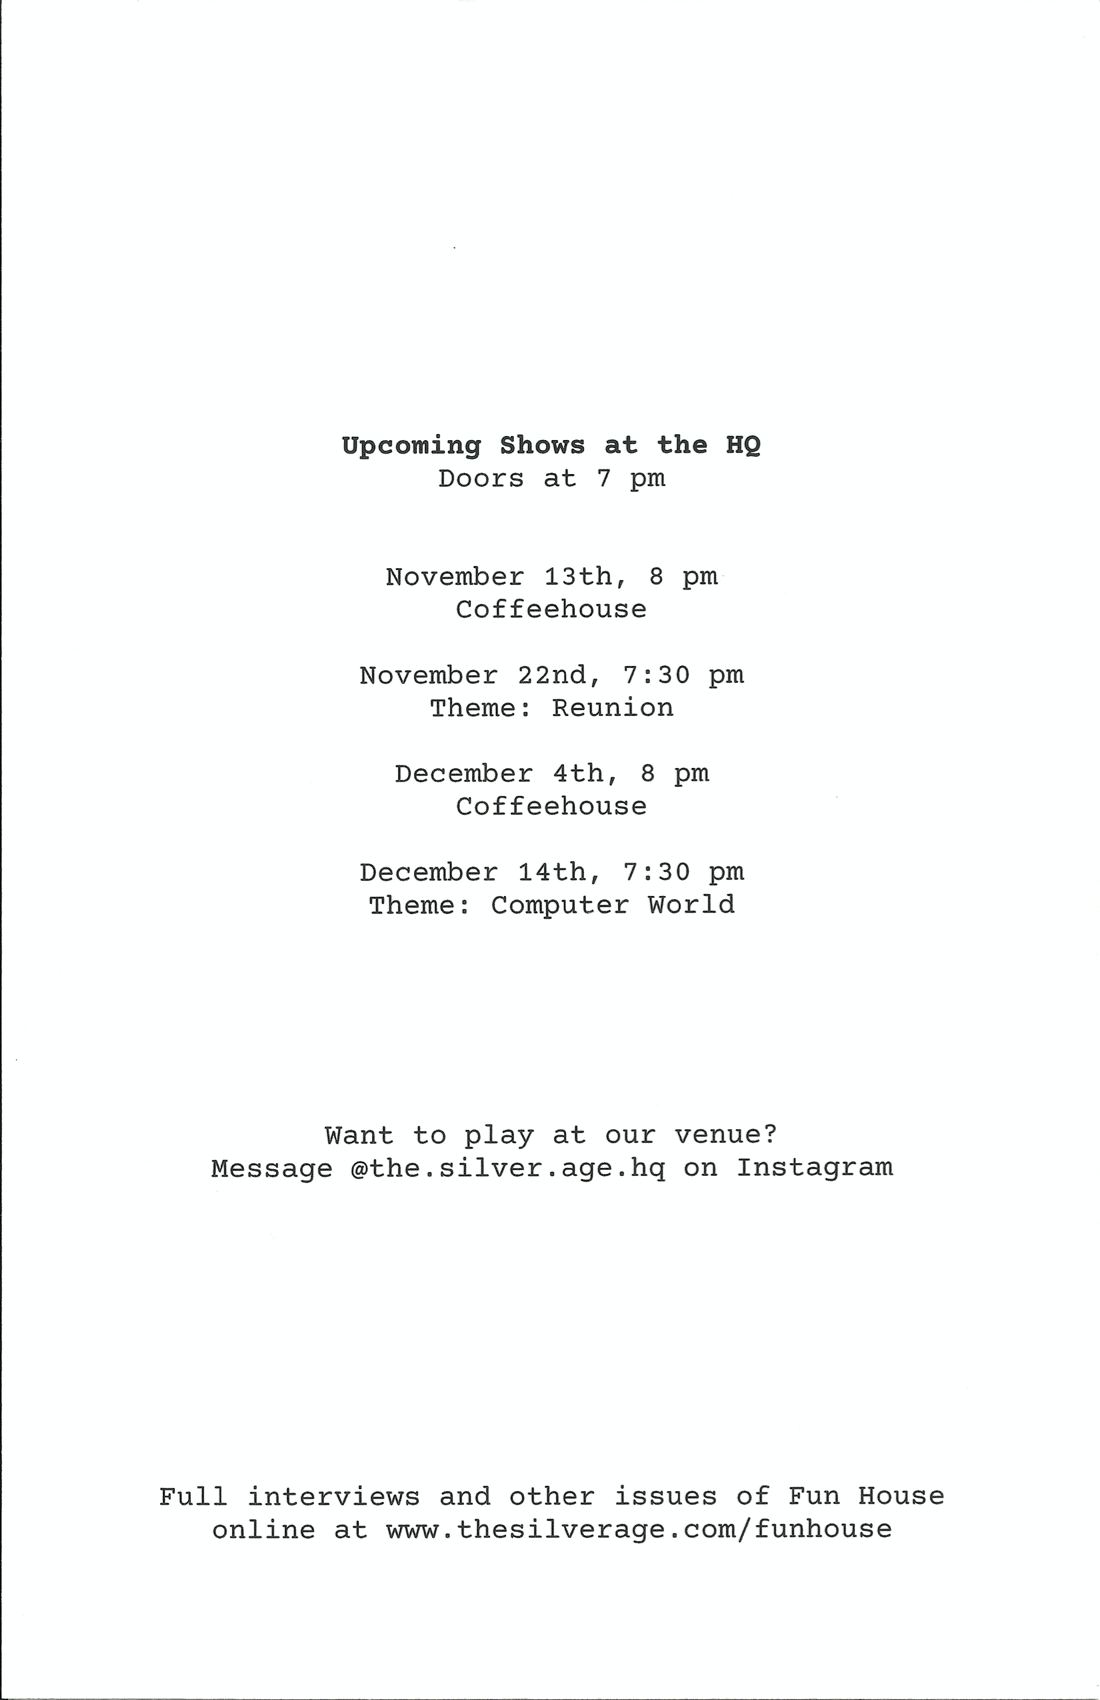 Upcoming Shows at the HQ
Doors at 7 pm
November 13th, 8 pm
Coffeehouse
November 22nd, 7:30 pm
Theme: Reunion
December 4th, 8 pm
Coffeehouse
December 14th, 7:30 pm
Theme: Computer World
Want to play at our venue?
Message @the.silver.age.hq on Instagram
Full interviews and other issues of Fun House
online at www.thesilverage.com/funhouse